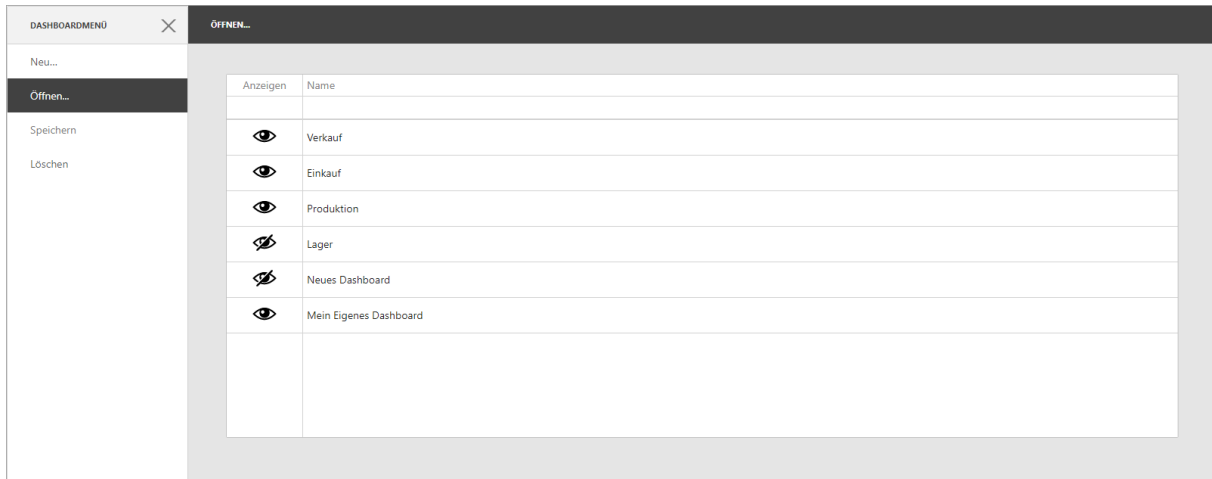 DASHBOARDMENÜ
ÖFFNEN...
Neu...
Öffnen...
Speichern
Löschen
Anzeigen Name
Verkauf
Einkauf
Produktion
Lager
Neues Dashboard
Mein Eigenes Dashboard